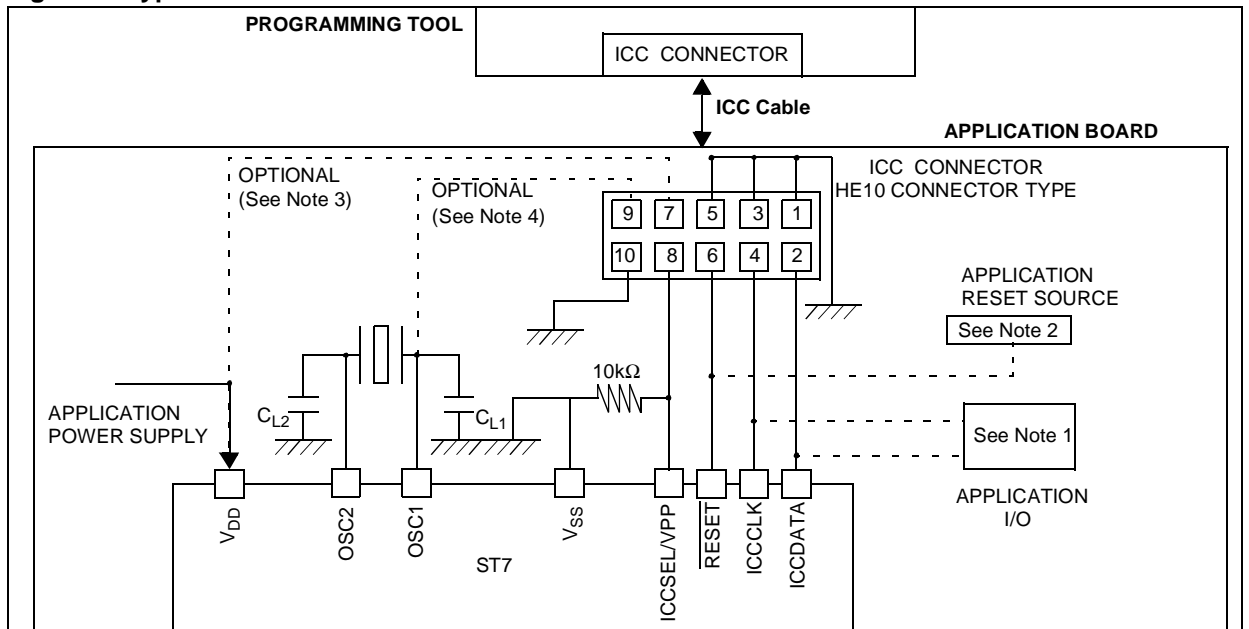 PROGRAMMING TOOL
ICC CONNECTOR
ICC Cable
APPLICATION BOARD
OPTIONAL
(See Note 3)
OPTIONAL
(See Note 4)
ICC CONNECTOR
HE10 CONNECTOR TYPE
9 7 5 3 1
10 8 6 4 2
APPLICATION
RESET SOURCE
See Note 2
10kΩ
APPLICATION
POWER SUPPLY
CL2
CL1
See Note 1
APPLICATION
I/O
VDD
OSC2
OSC1
VSS
ICCSEL/VPP
RESET
ICCCLK
ICCDATA
ST7